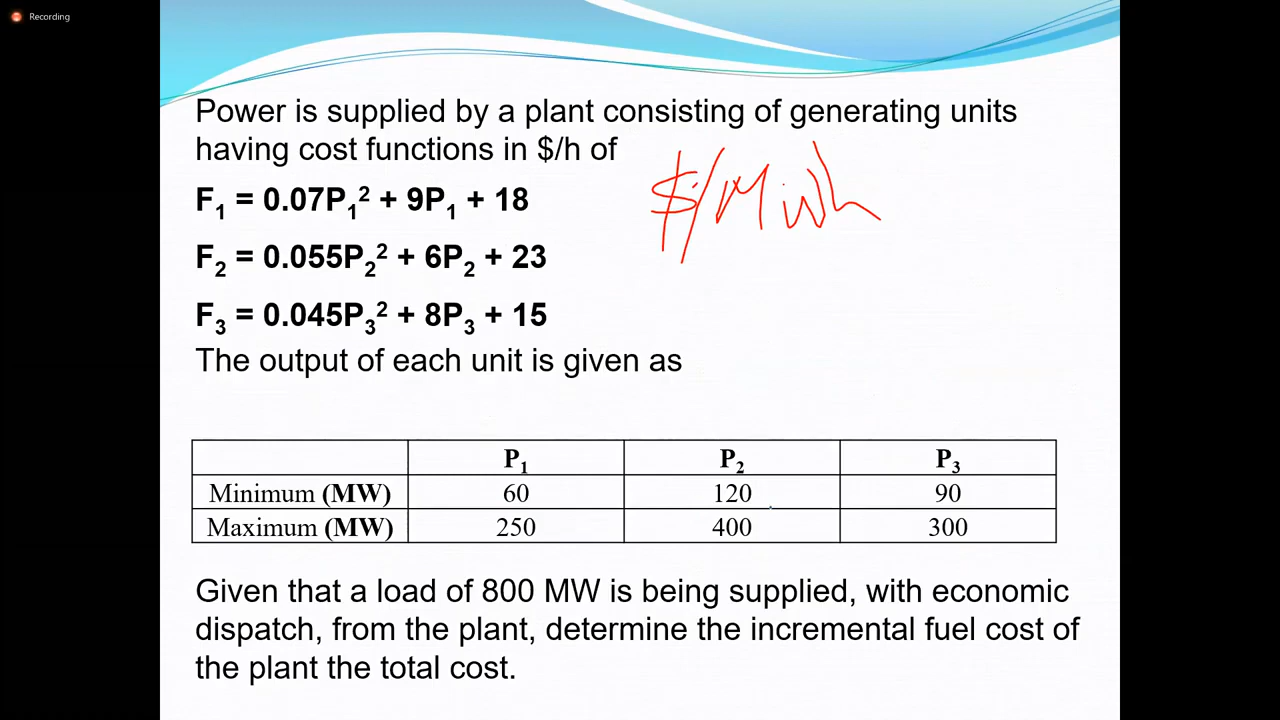 Recording
Power is supplied by a plant consisting of generating units
having cost functions in $/h of
F₁ = 0.07P₁² + 9P₁ + 18
F₂ = 0.055P₂² + 6P₂ + 23
F₃ = 0.045P₃² + 8P₃ + 15
The output of each unit is given as
P₁ P₂ P₃
Minimum (MW) 60 120 90
Maximum (MW) 250 400 300
Given that a load of 800 MW is being supplied, with economic
dispatch, from the plant, determine the incremental fuel cost of
the plant the total cost.